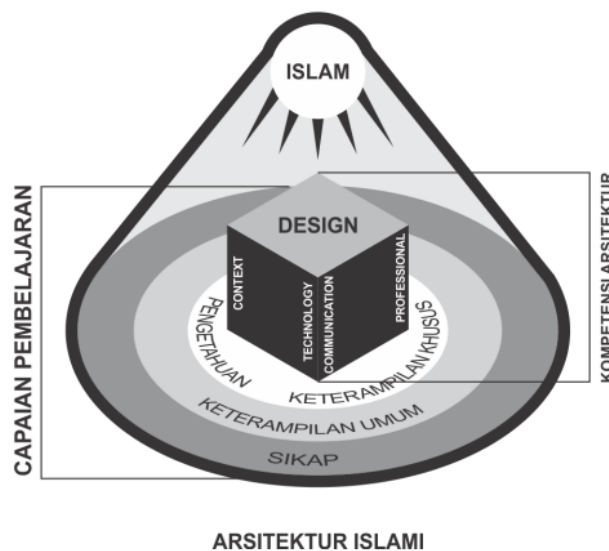 ISLAM
CAPAIAN PEMBELAJARAN
KOMPETENSI ARSITEKTUR
DESIGN
CONTEXT
TECHNOLOGY
COMMUNICATION
PROFESSIONAL
PENGETAHUAN
KETERAMPILAN KHUSUS
KETERAMPILAN UMUM
SIKAP
ARSITEKTUR ISLAMI